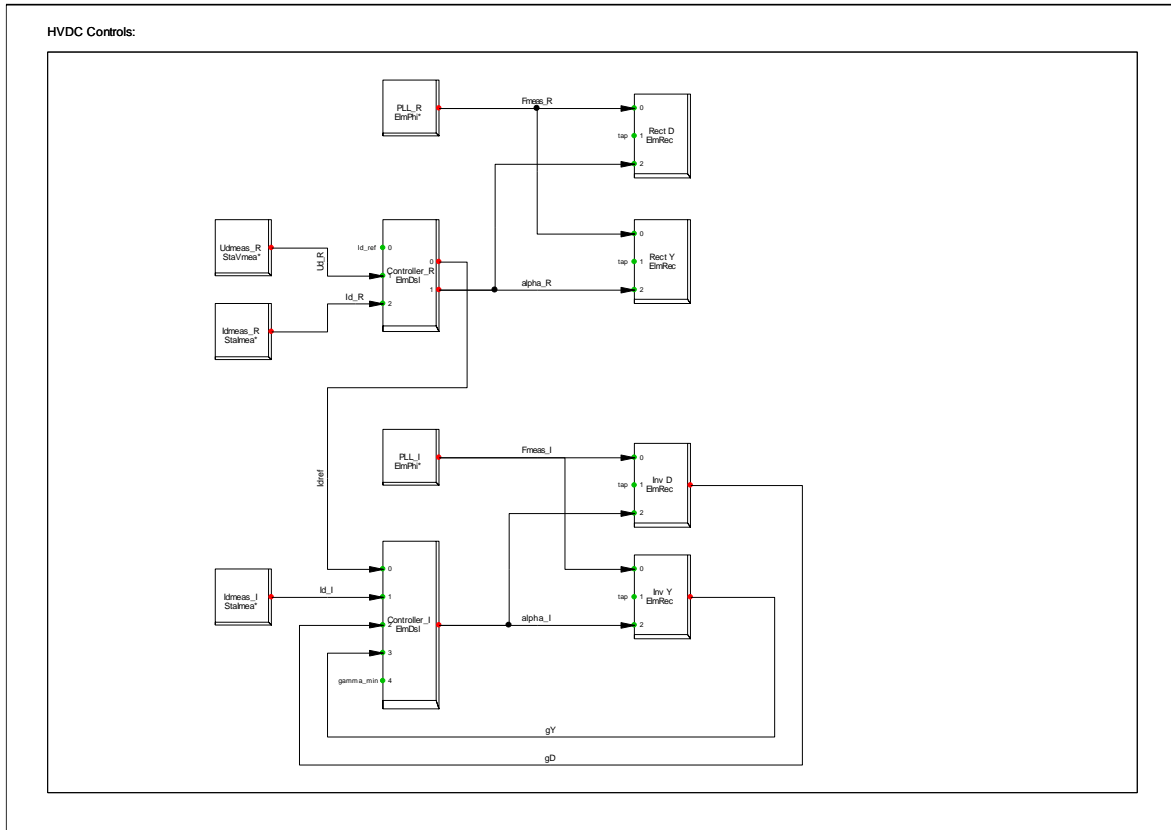 HVDC Controls:
PLL_R
ElmPhi*
Fmeas_R
0
tap 1
2
Rect D
ElmRec
Udmeas_R
StaVmea*
Ud_R
Id_ref 0
1
2
Controller_R
ElmDsl
0
1
0
tap 1
2
Rect Y
ElmRec
alpha_R
Id_R
Idmeas_R
StaImea*
Idref
PLL_I
ElmPhi*
Fmeas_I
0
tap 1
2
Inv D
ElmRec
Idmeas_I
StaImea*
Id_I
0
1
2
3
gamma_min 4
Controller_I
ElmDsl
alpha_I
0
tap 1
2
Inv Y
ElmRec
gY
gD